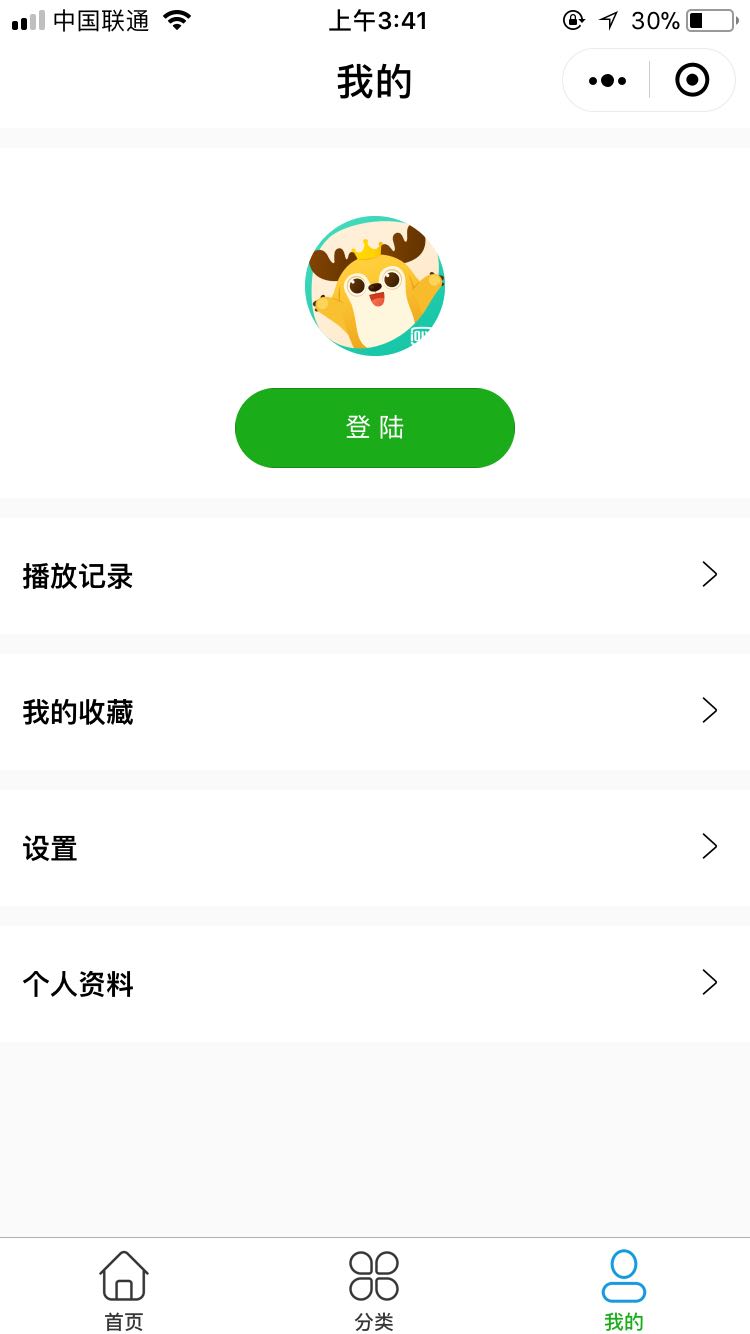 中国联通
上午3:41
30%
我的
登 陆
播放记录
我的收藏
设置
个人资料
首页
分类
我的